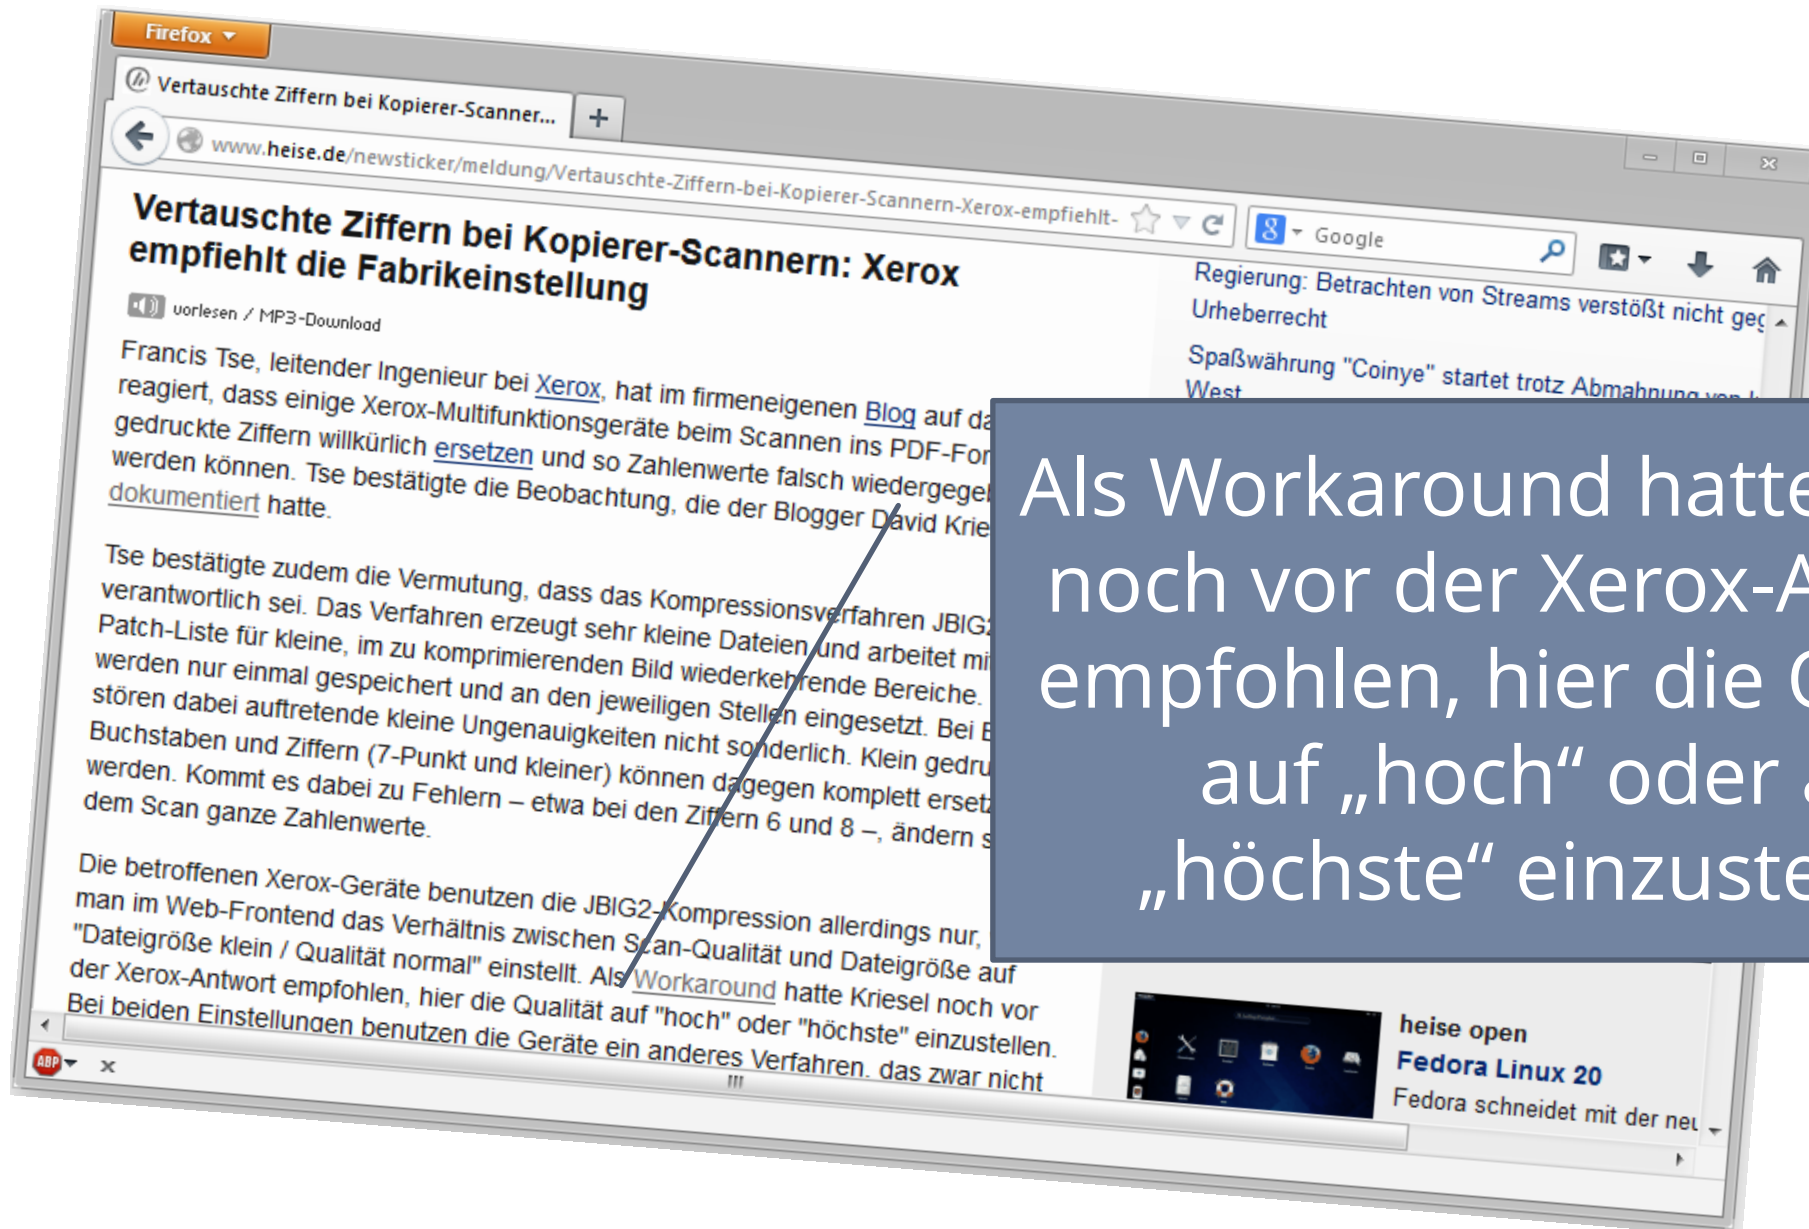 Firefox
Vertauschte Ziffern bei Kopierer-Scanner...
www.heise.de/newsticker/meldung/Vertauschte-Ziffern-bei-Kopierer-Scannern-Xerox-empfiehlt-
Google
Vertauschte Ziffern bei Kopierer-Scannern: Xerox
empfiehlt die Fabrikeinstellung
vorlesen / MP3-Download
Francis Tse, leitender Ingenieur bei Xerox, hat im firmeneigenen Blog auf
reagiert, dass einige Xerox-Multifunktionsgeräte beim Scannen ins
gedruckte Ziffern willkürlich ersetzen und so Zahlenwerte falsch
werden können. Tse bestätigte die Beobachtung, die der Blogger David
dokumentiert hatte.
Tse bestätigte zudem die Vermutung, dass das Kompressionsverfahren JBIG2
verantwortlich sei. Das Verfahren erzeugt sehr kleine Dateien und arbeitet
Patch-Liste für kleine, im zu komprimierenden Bild wiederkehrende Bereiche.
werden nur einmal gespeichert und an den jeweiligen Stellen eingesetzt. Bei
stören dabei auftretende kleine Ungenauigkeiten nicht sonderlich. Klein
Buchstaben und Ziffern (7-Punkt und kleiner) können dagegen komplett
werden. Kommt es dabei zu Fehlern – etwa bei den Ziffern 6 und 8 –, ändern
dem Scan ganze Zahlenwerte.
Die betroffenen Xerox-Geräte benutzen die JBIG2-Kompression allerdings nur,
man im Web-Frontend das Verhältnis zwischen Scan-Qualität und Dateigröße auf
"Dateigröße klein / Qualität normal" einstellt. Als Workaround hatte Kriesel noch vor
der Xerox-Antwort empfohlen, hier die Qualität auf "hoch" oder "höchste" einzustellen.
Bei beiden Einstellungen benutzen die Geräte ein anderes Verfahren, das zwar nicht
Regierung: Betrachten von Streams verstößt nicht
Urheberrecht
Spaßwährung "Coinye" startet trotz Abmahnung von
West
Als Workaround hatte
noch vor der Xerox-A
empfohlen, hier die
auf „hoch“ oder
„höchste“ einzuste
heise open
Fedora Linux 20
Fedora schneidet mit der
ABP